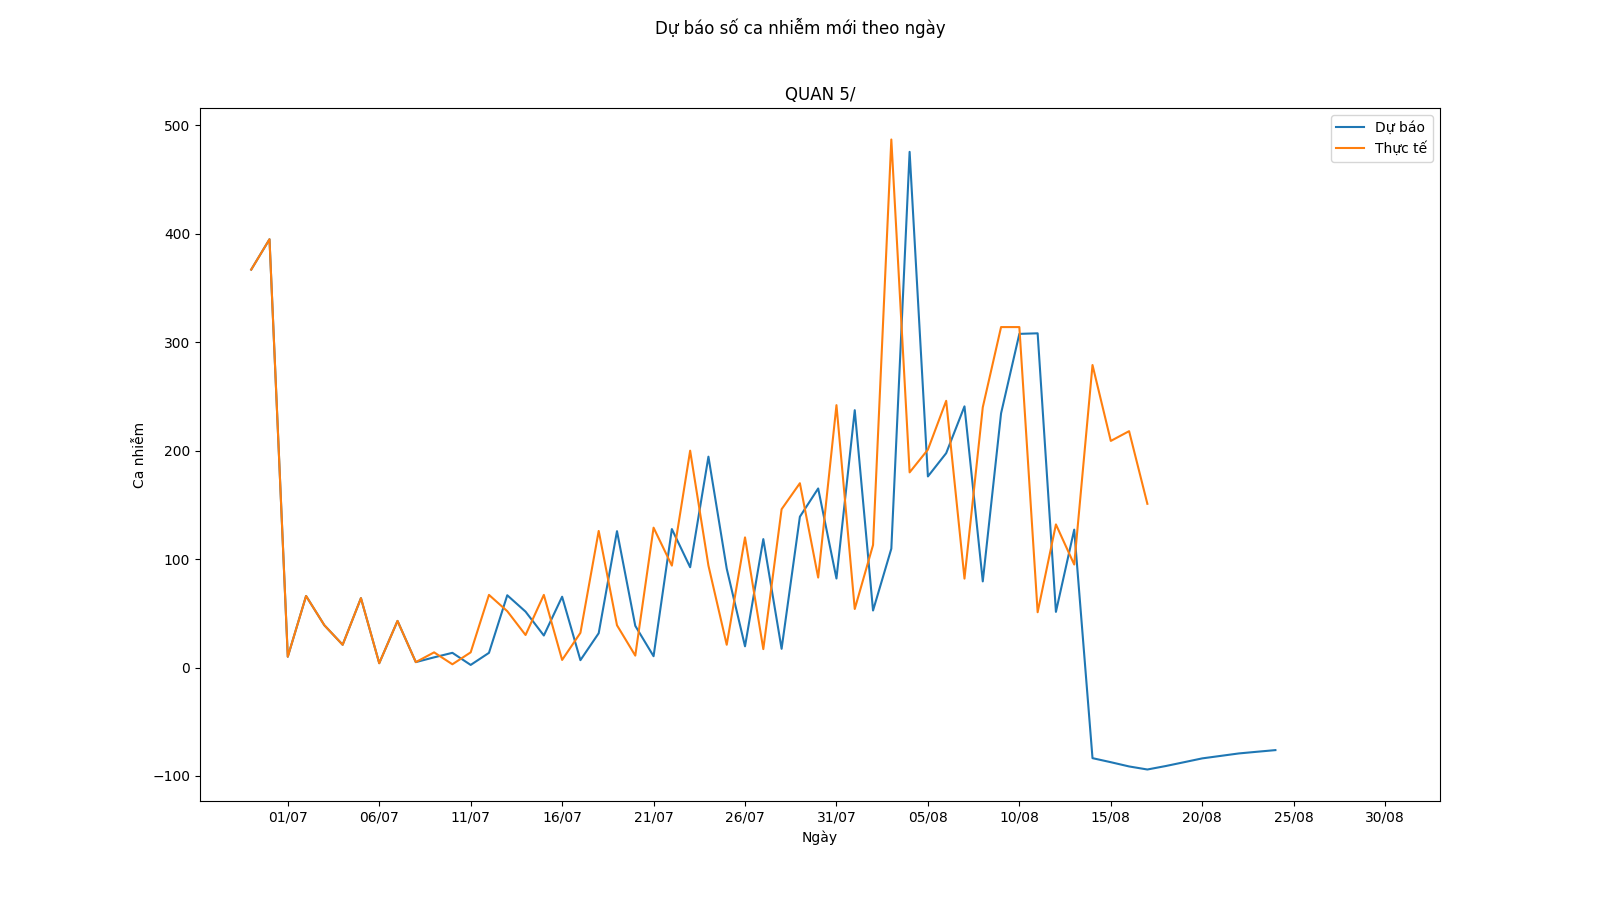 Dự báo số ca nhiễm mới theo ngày
QUAN 5/
Dự báo
Thực tế
500
400
300
200
100
0
−100
Ca nhiễm
01/07 06/07 11/07 16/07 21/07 26/07 31/07 05/08 10/08 15/08 20/08 25/08 30/08
Ngày